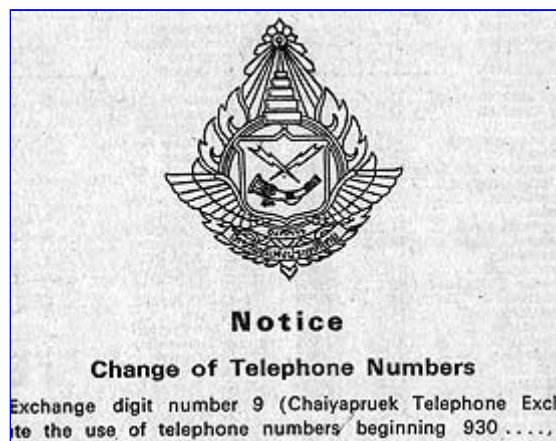 Notice
Change of Telephone Numbers
Exchange digit number 9 (Chaiyapruek Telephone Exc
the use of telephone numbers beginning 930 .....,